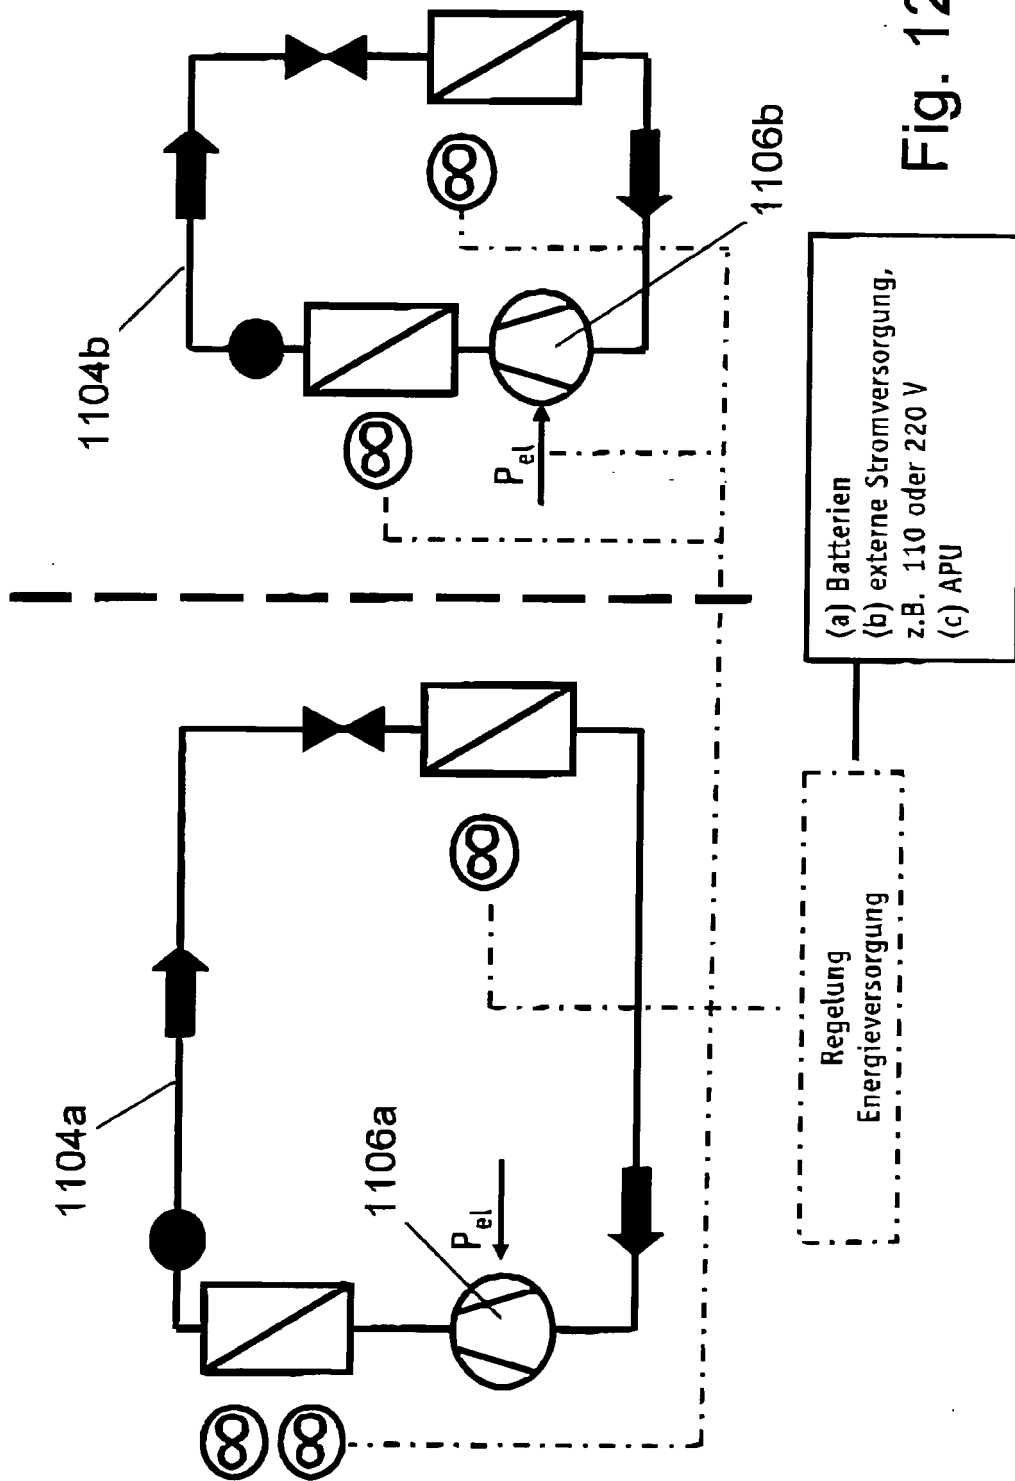 1104a
1106a
P_el
1104b
P_el
1106b
Regelung
Energieversorgung
(a) Batterien
(b) externe Stromversorgung,
z.B. 110 oder 220 V
(c) APU
Fig. 12